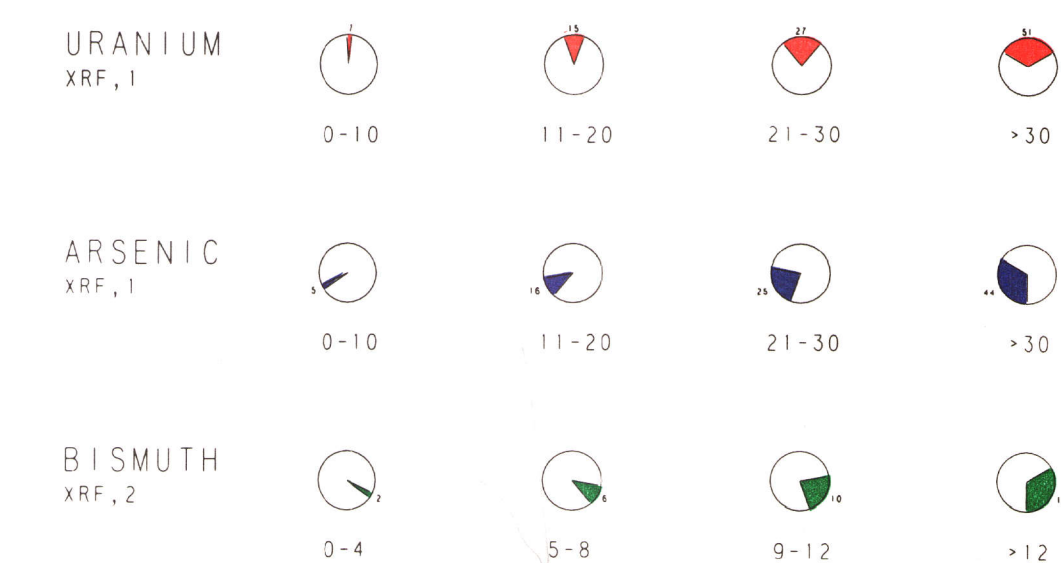 7 15 27 51
URANIUM
XRF, 1
0-10 11-20 21-30 >30
ARSENIC
XRF, 1
5 16 25 44
0-10 11-20 21-30 >30
BISMUTH
XRF, 2
2 6 10
0-4 5-8 9-12 >12